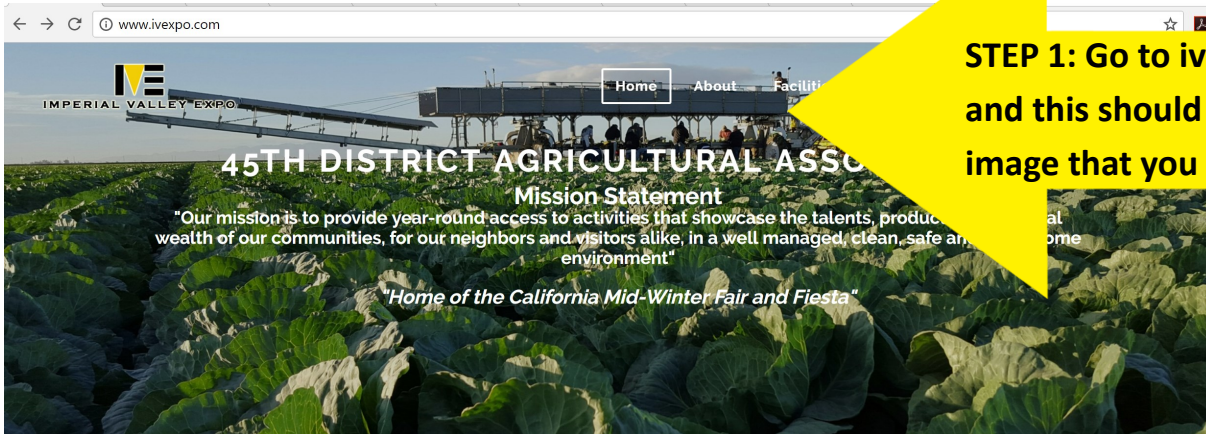 www.ivexpo.com
STEP 1: Go to iv
and this should
image that you
IVE
IMPERIAL VALLEY EXPO
Home About
45TH DISTRICT AGRICULTURAL
Mission Statement
"Our mission is to provide year-round access to activities that showcase the talents,
wealth of our communities, for our neighbors and visitors alike, in a well managed, clean, safe
environment"
"Home of the California Mid-Winter Fair and Fiesta"